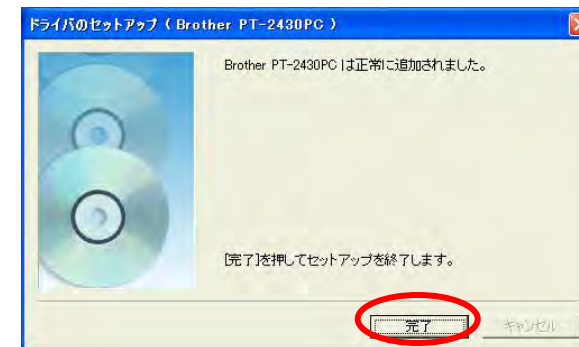 ドライバのセットアップ ( Brother PT-2430PC )
Brother PT-2430PC は正常に追加されました。
[完了]を押してセットアップを終了します。
完了
キャンセル